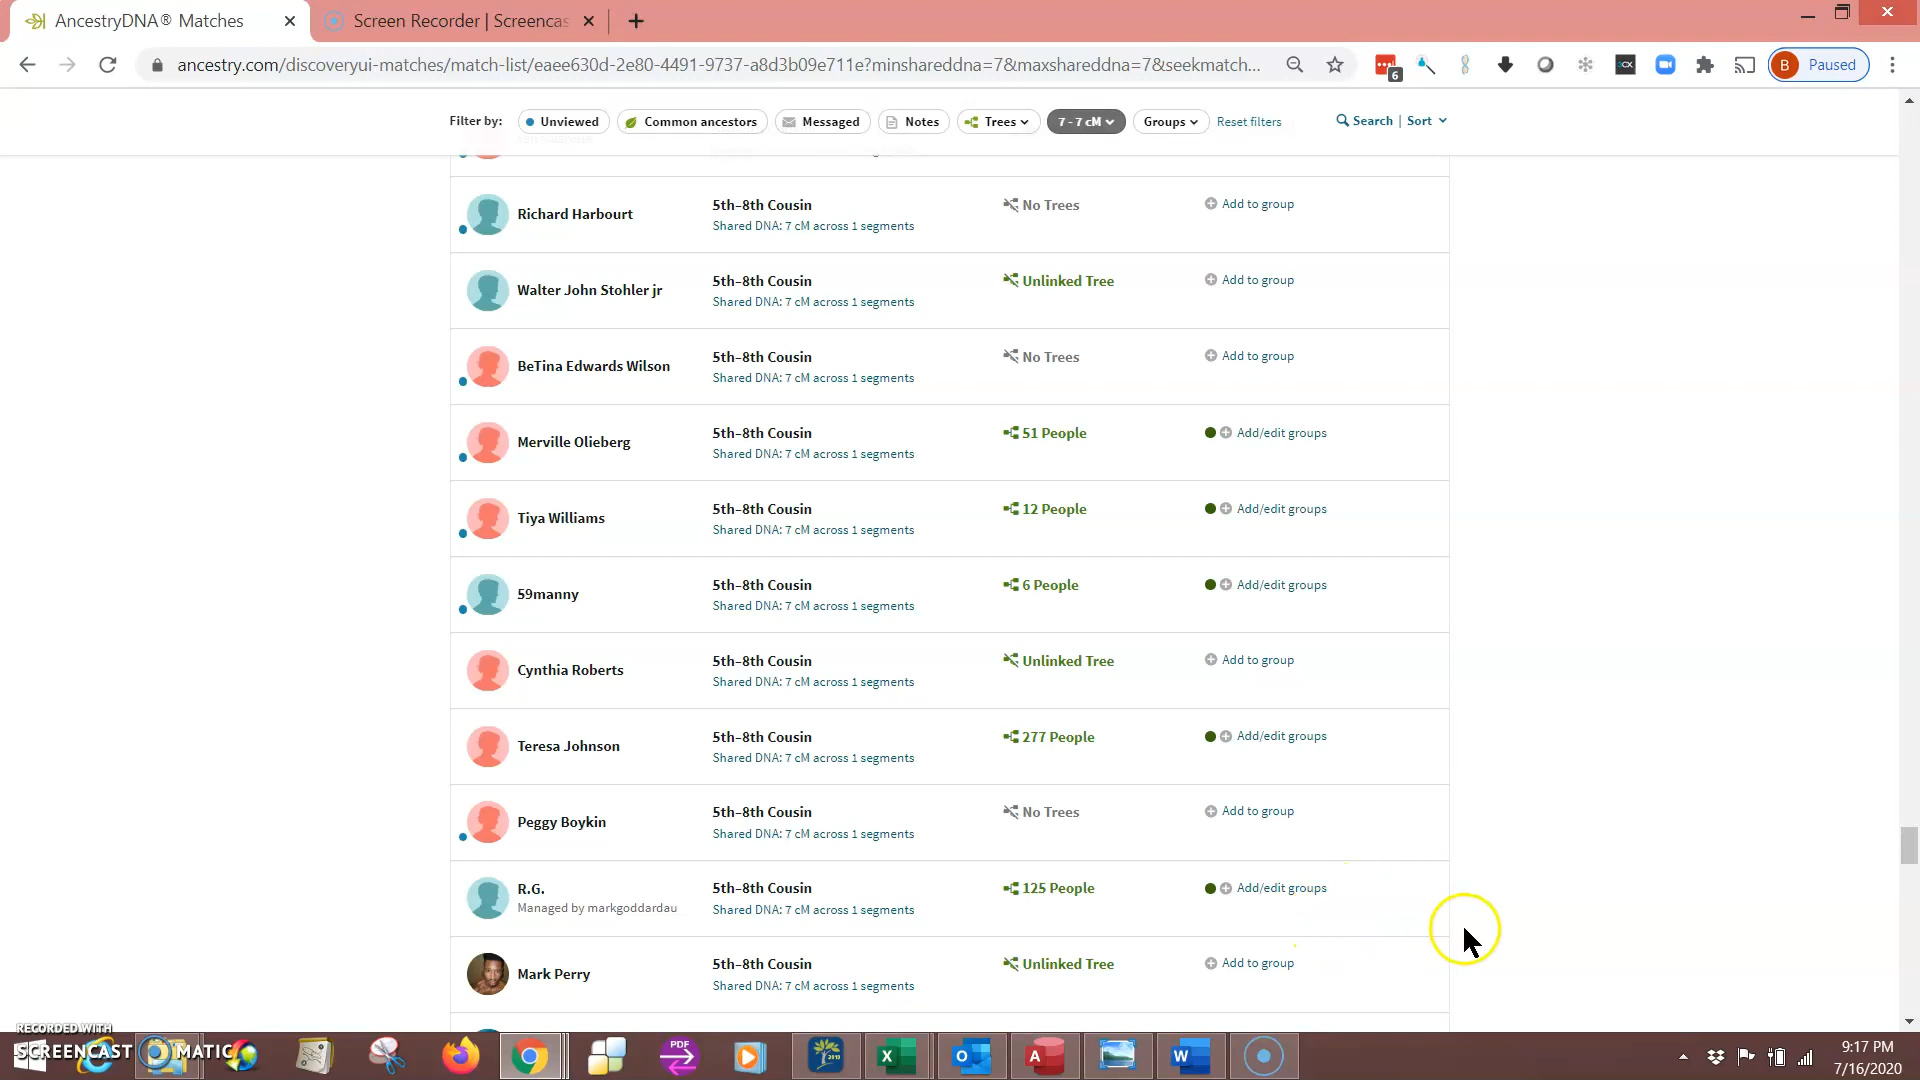 AncestryDNA® Matches
Screen Recorder | Screencas
ancestry.com/discoveryui-matches/match-list/eaee630d-2e80-4491-9737-a8d3b09e711e?minshareddna=7&maxshareddna=7&seekmatch...
6
B Paused
Filter by: Unviewed Common ancestors Messaged Notes Trees 7 - 7 cM Groups Reset filters Search | Sort
Richard Harbourt 5th–8th Cousin No Trees Add to group
Shared DNA: 7 cM across 1 segments
Walter John Stohler jr 5th–8th Cousin Unlinked Tree Add to group
Shared DNA: 7 cM across 1 segments
BeTina Edwards Wilson 5th–8th Cousin No Trees Add to group
Shared DNA: 7 cM across 1 segments
Merville Olieberg 5th–8th Cousin 51 People Add/edit groups
Shared DNA: 7 cM across 1 segments
Tiya Williams 5th–8th Cousin 12 People Add/edit groups
Shared DNA: 7 cM across 1 segments
59manny 5th–8th Cousin 6 People Add/edit groups
Shared DNA: 7 cM across 1 segments
Cynthia Roberts 5th–8th Cousin Unlinked Tree Add to group
Shared DNA: 7 cM across 1 segments
Teresa Johnson 5th–8th Cousin 277 People Add/edit groups
Shared DNA: 7 cM across 1 segments
Peggy Boykin 5th–8th Cousin No Trees Add to group
Shared DNA: 7 cM across 1 segments
R.G. 5th–8th Cousin 125 People Add/edit groups
Managed by markgoddardau Shared DNA: 7 cM across 1 segments
Mark Perry 5th–8th Cousin Unlinked Tree Add to group
Shared DNA: 7 cM across 1 segments
RECORDED WITH
SCREENCAST MATIC
PDF
2019
9:17 PM
7/16/2020